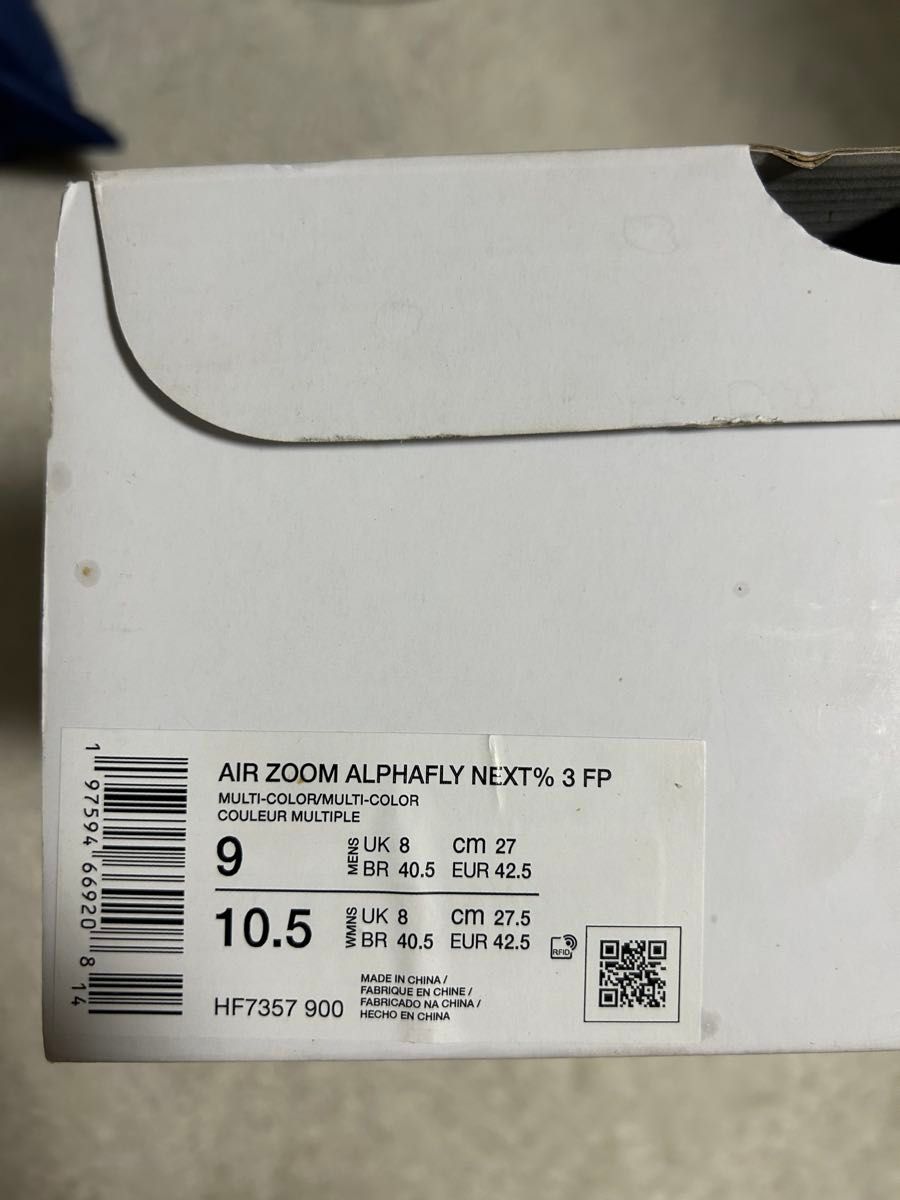 AIR ZOOM ALPHAFLY NEXT% 3 FP
MULTI-COLOR/MULTI-COLOR
COULEUR MULTIPLE
9 MENS UK 8 cm 27
BR 40.5 EUR 42.5
10.5 WMNS UK 8 cm 27.5
BR 40.5 EUR 42.5
RFID
HF7357 900
MADE IN CHINA /
FABRIQUE EN CHINE /
FABRICADO NA CHINA /
HECHO EN CHINA
1 97594 66920 8 14